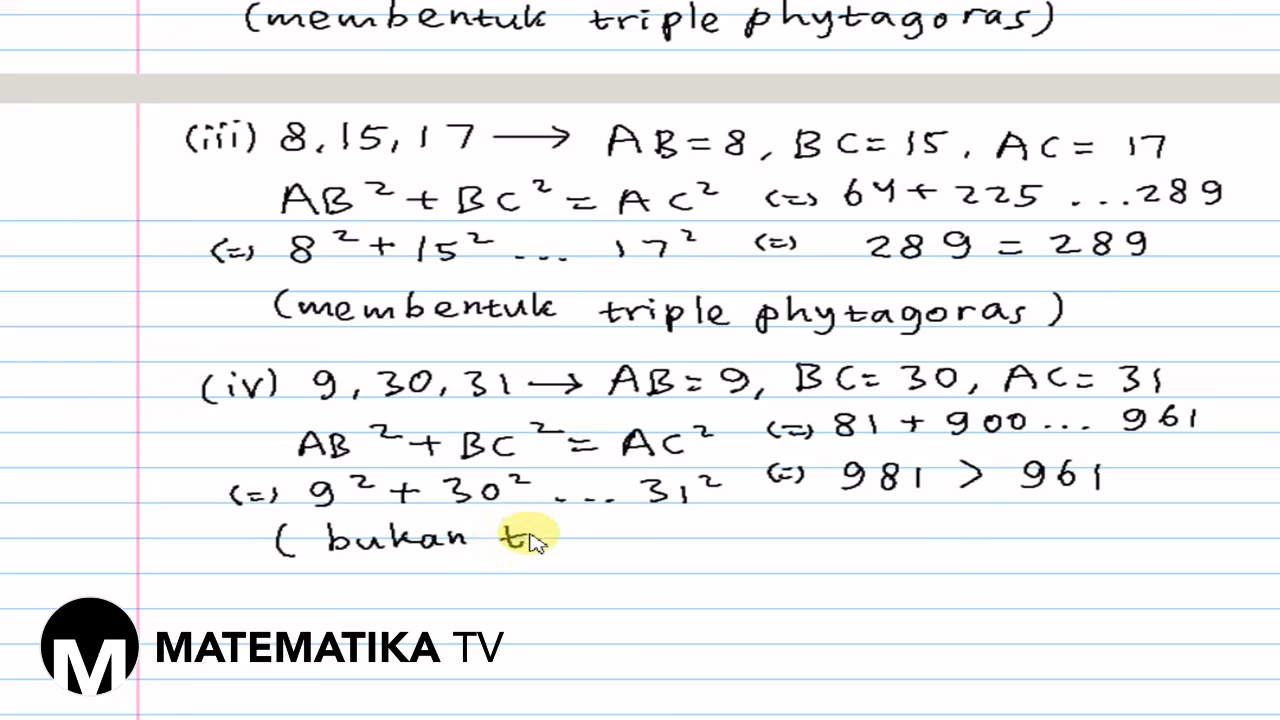 (membentuk triple phytagoras)
(iii) 8, 15, 17 → AB = 8, BC = 15, AC = 17
AB² + BC² = AC² (=) 64 + 225 ... 289
(=) 8² + 15² ... 17² (=) 289 = 289
(membentuk triple phytagoras)
(iv) 9, 30, 31 → AB = 9, BC = 30, AC = 31
AB² + BC² = AC² (=) 81 + 900 ... 961
(=) 9² + 30² ... 31² (=) 981 > 961
( bukan t
MATEMATIKA TV